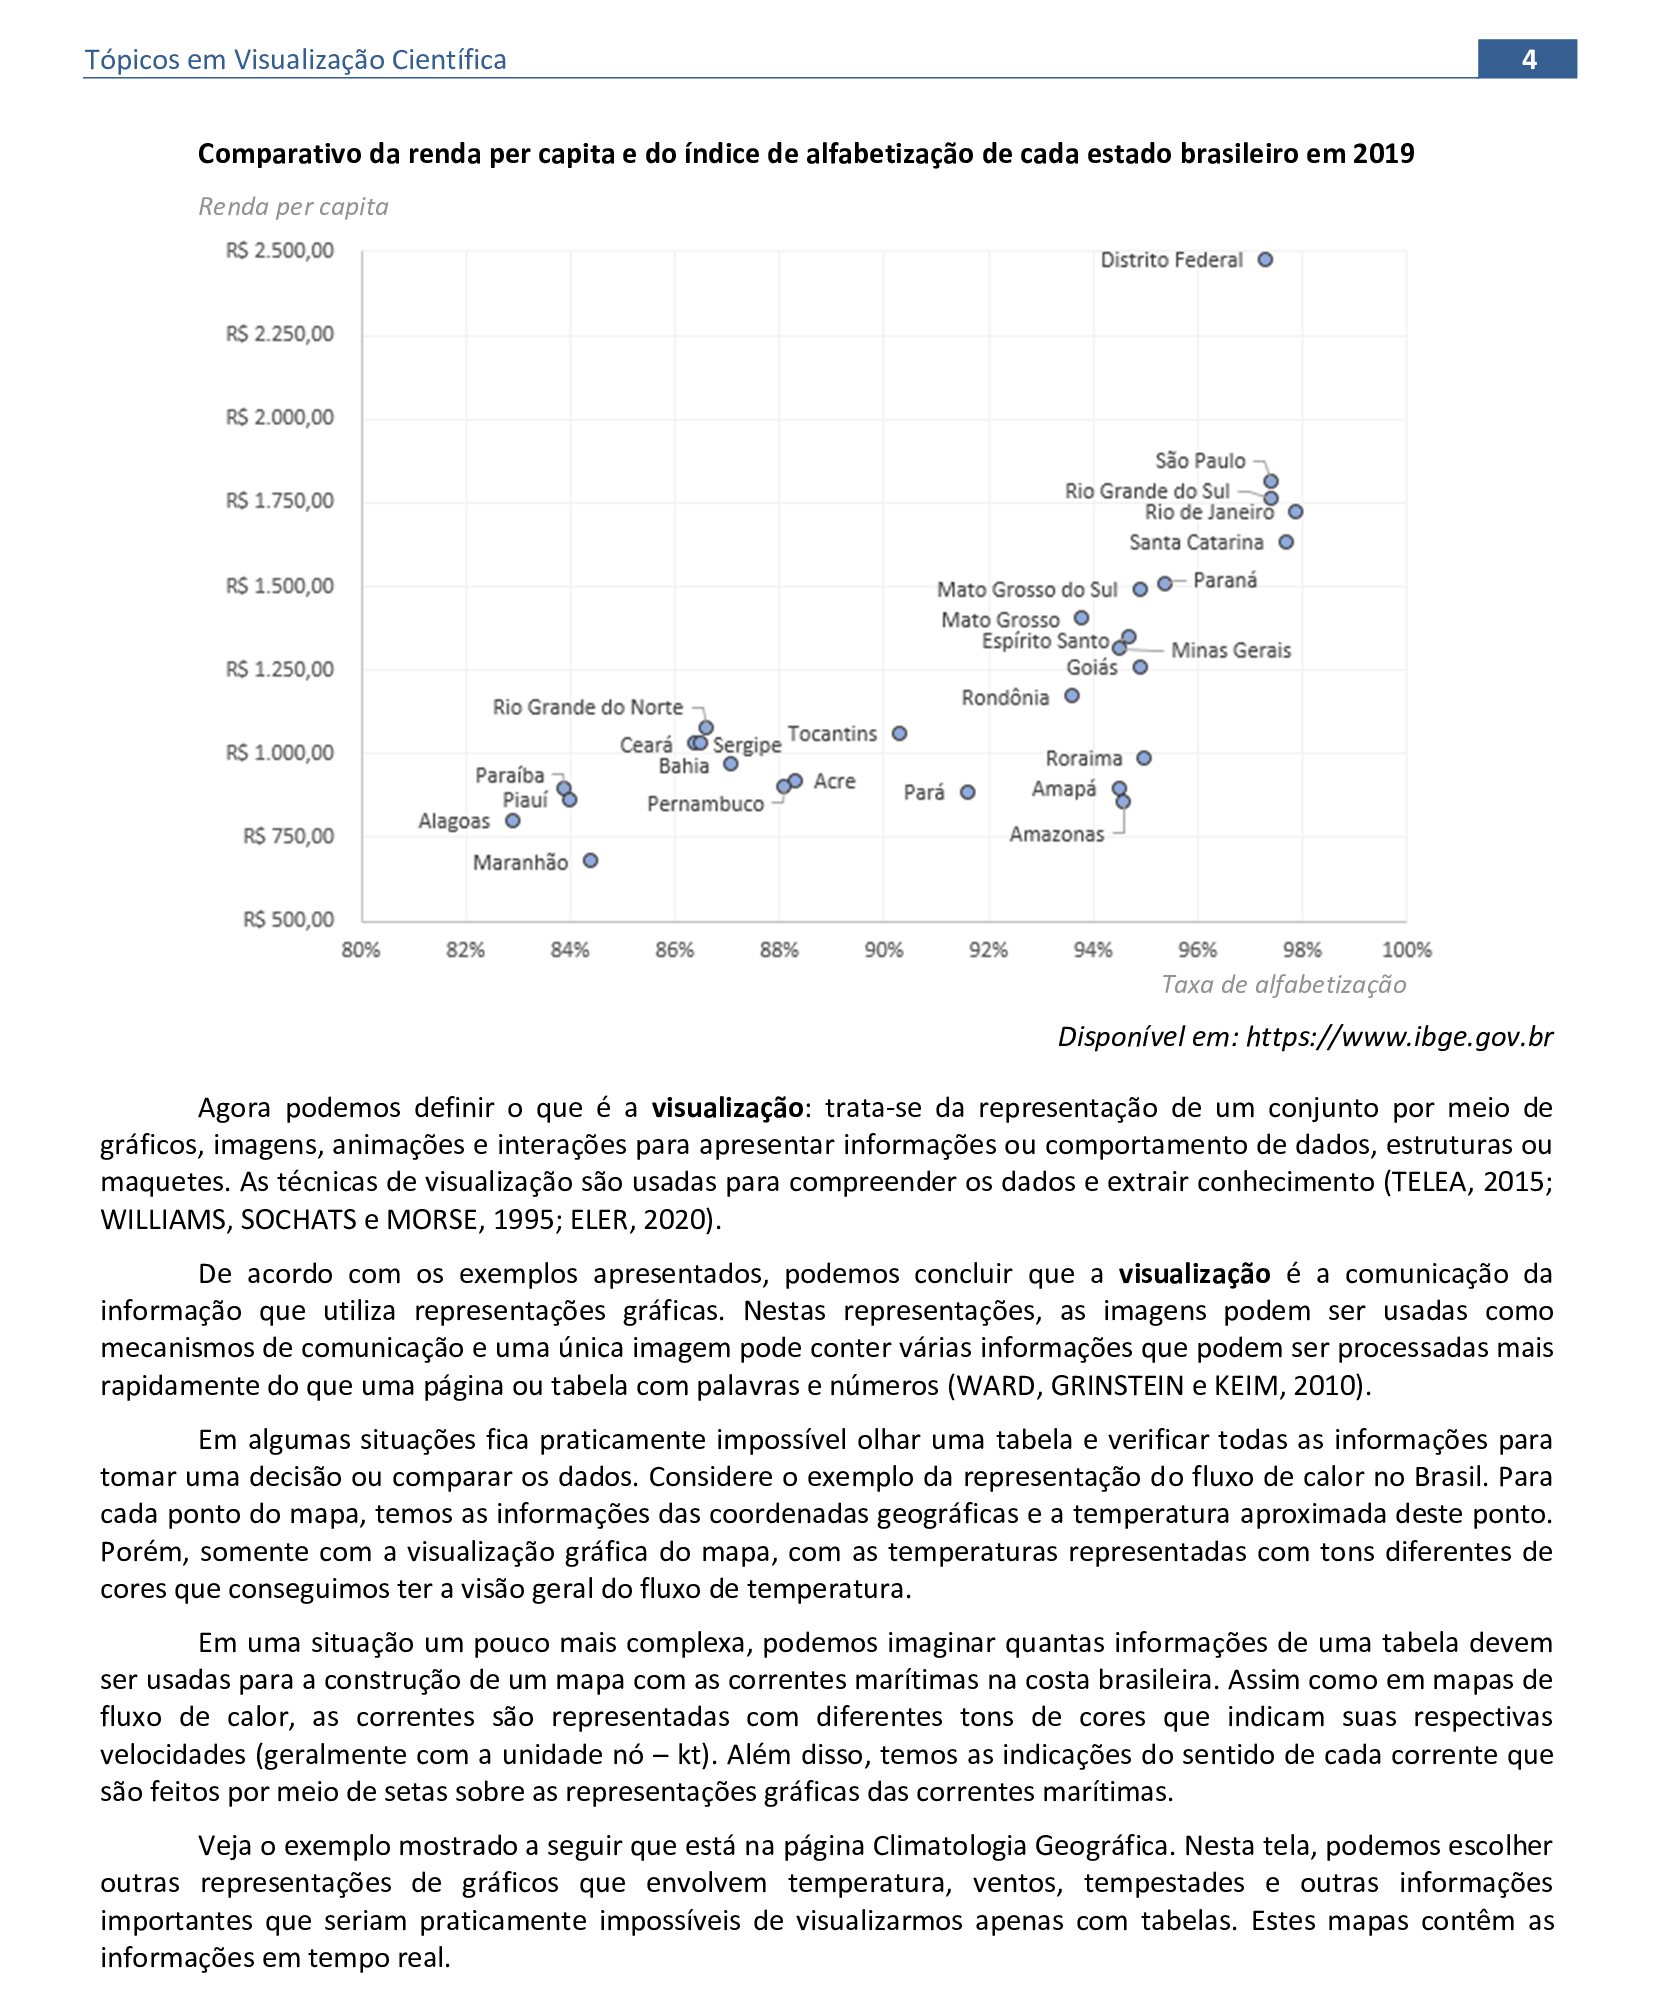 Tópicos em Visualização Científica
4
Comparativo da renda per capita e do índice de alfabetização de cada estado brasileiro em 2019
Renda per capita
R$ 2.500,00
Distrito Federal
R$ 2.250,00
R$ 2.000,00
São Paulo
Rio Grande do Sul
R$ 1.750,00
Rio de Janeiro
Santa Catarina
R$ 1.500,00
Paraná
Mato Grosso do Sul
Mato Grosso
Espírito Santo
Minas Gerais
R$ 1.250,00
Goiás
Rondônia
Rio Grande do Norte
Tocantins
Ceará
Sergipe
R$ 1.000,00
Roraima
Bahia
Paraíba
Acre
Amapá
Pará
Piauí
Pernambuco
Alagoas
Amazonas
R$ 750,00
Maranhão
R$ 500,00
80% 82% 84% 86% 88% 90% 92% 94% 96% 98% 100%
Taxa de alfabetização
Disponível em: https://www.ibge.gov.br
Agora podemos definir o que é a visualização: trata-se da representação de um conjunto por meio de
gráficos, imagens, animações e interações para apresentar informações ou comportamento de dados, estruturas ou
maquetes. As técnicas de visualização são usadas para compreender os dados e extrair conhecimento (TELEA, 2015;
WILLIAMS, SOCHATS e MORSE, 1995; ELER, 2020).
De acordo com os exemplos apresentados, podemos concluir que a visualização é a comunicação da
informação que utiliza representações gráficas. Nestas representações, as imagens podem ser usadas como
mecanismos de comunicação e uma única imagem pode conter várias informações que podem ser processadas mais
rapidamente do que uma página ou tabela com palavras e números (WARD, GRINSTEIN e KEIM, 2010).
Em algumas situações fica praticamente impossível olhar uma tabela e verificar todas as informações para
tomar uma decisão ou comparar os dados. Considere o exemplo da representação do fluxo de calor no Brasil. Para
cada ponto do mapa, temos as informações das coordenadas geográficas e a temperatura aproximada deste ponto.
Porém, somente com a visualização gráfica do mapa, com as temperaturas representadas com tons diferentes de
cores que conseguimos ter a visão geral do fluxo de temperatura.
Em uma situação um pouco mais complexa, podemos imaginar quantas informações de uma tabela devem
ser usadas para a construção de um mapa com as correntes marítimas na costa brasileira. Assim como em mapas de
fluxo de calor, as correntes são representadas com diferentes tons de cores que indicam suas respectivas
velocidades (geralmente com a unidade nó – kt). Além disso, temos as indicações do sentido de cada corrente que
são feitos por meio de setas sobre as representações gráficas das correntes marítimas.
Veja o exemplo mostrado a seguir que está na página Climatologia Geográfica. Nesta tela, podemos escolher
outras representações de gráficos que envolvem temperatura, ventos, tempestades e outras informações
importantes que seriam praticamente impossíveis de visualizarmos apenas com tabelas. Estes mapas contêm as
informações em tempo real.